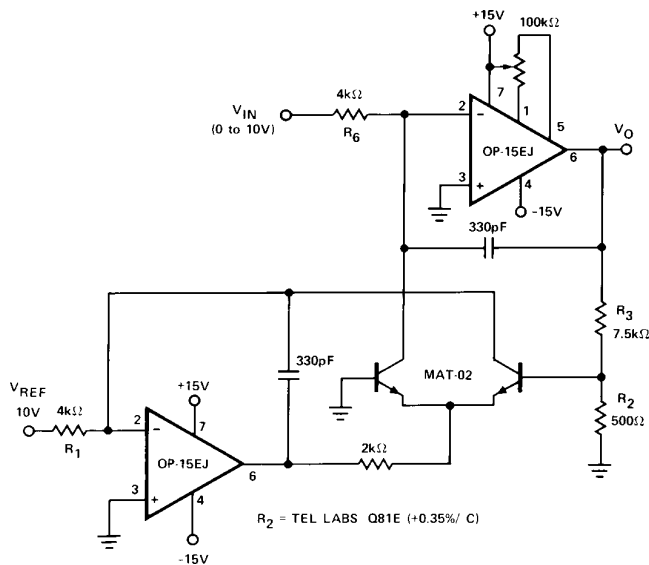 +15V
100kΩ
7
1
5
4kΩ
V_IN
(0 to 10V)
R6
2
−
OP-15EJ
6
V_O
3
+
4
-15V
330pF
R3
7.5kΩ
330pF
MAT-02
V_REF
10V
4kΩ
R1
+15V
2
−
7
OP-15EJ
6
2kΩ
R2
500Ω
3
+
4
-15V
R2 = TEL LABS Q81E (+0.35%/ C)